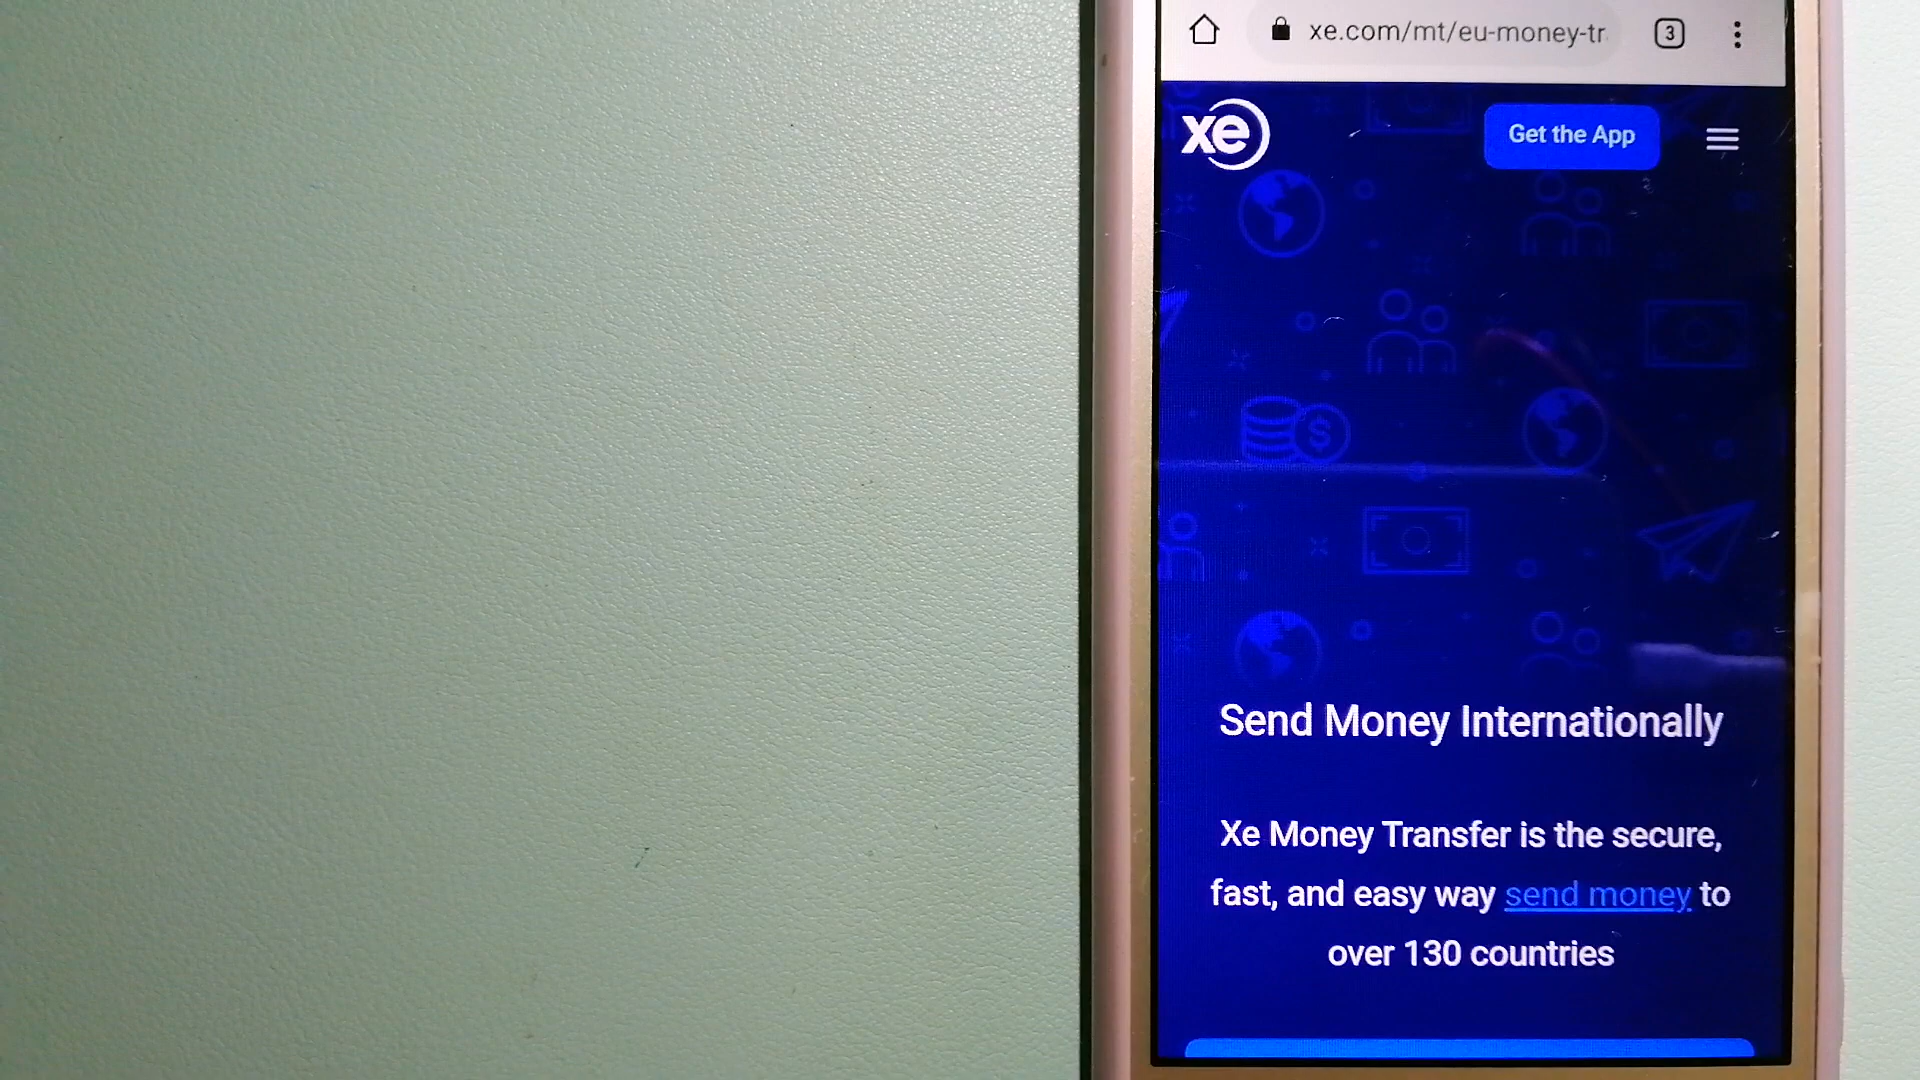 xe.com/mt/eu-money-tr
3
xe
Get the App
$
Send Money Internationally
Xe Money Transfer is the secure,
fast, and easy way send money to
over 130 countries